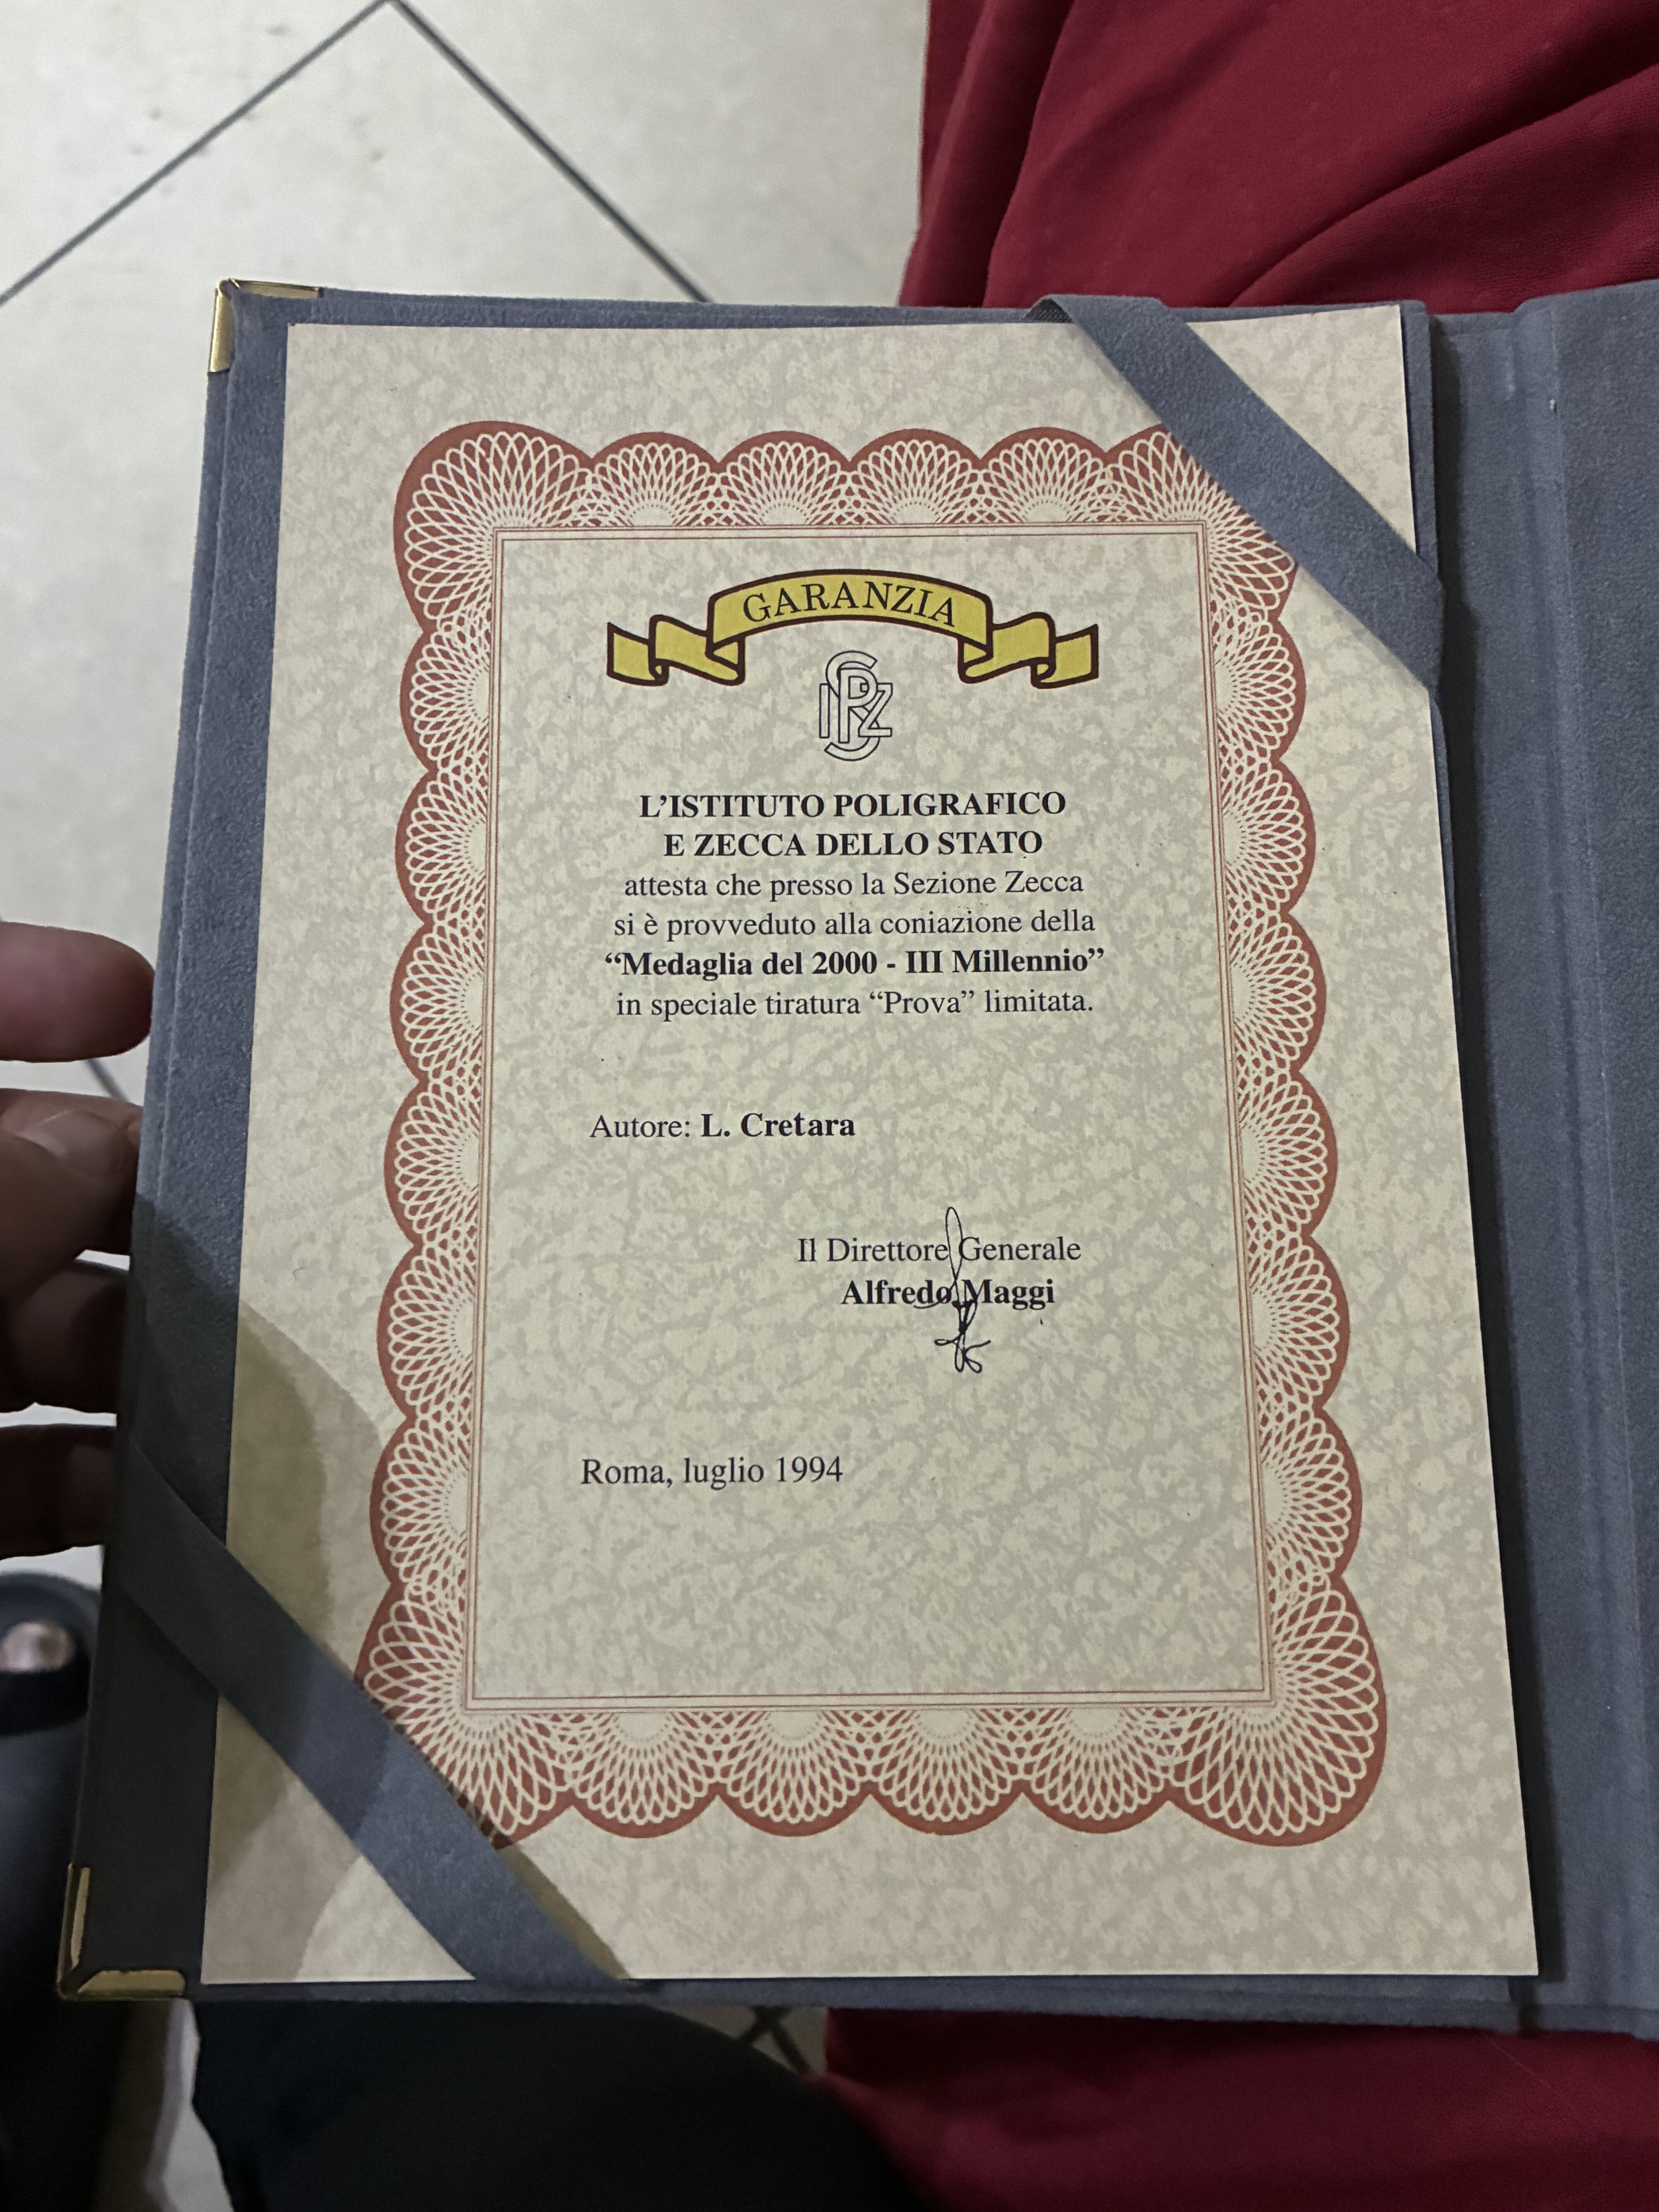 GARANZIA
IPZS
L'ISTITUTO POLIGRAFICO
E ZECCA DELLO STATO
attesta che presso la Sezione Zecca
si è provveduto alla coniazione della
“Medaglia del 2000 - III Millennio”
in speciale tiratura “Prova” limitata.
Autore: L. Cretara
Il Direttore Generale
Alfredo Maggi
Roma, luglio 1994